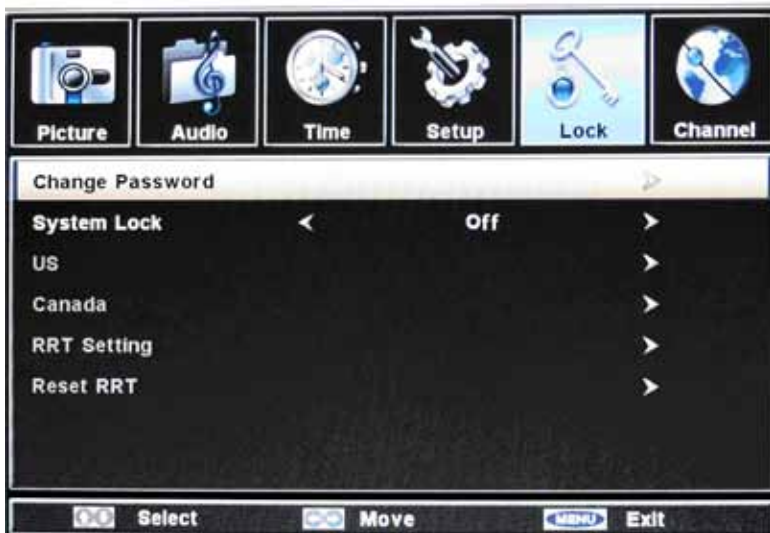 Picture Audio Time Setup Lock Channel
Change Password
System Lock Off
US
Canada
RRT Setting
Reset RRT
Select Move MENU Exit